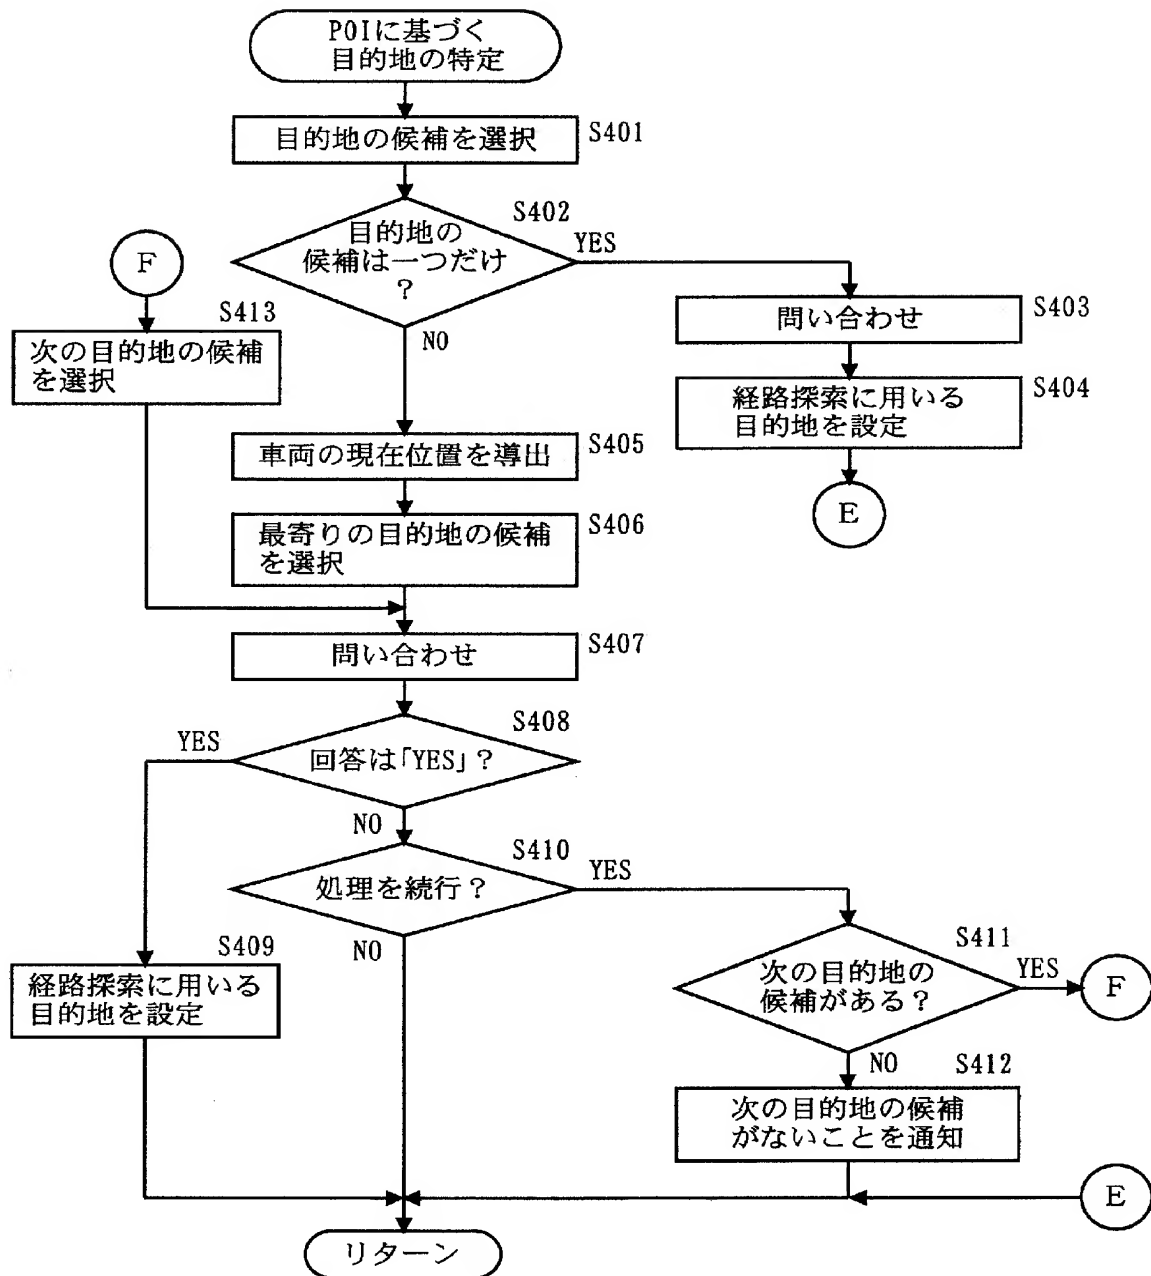 POIに基づく
目的地の特定
目的地の候補を選択
S401
S402
目的地の
候補は一つだけ
?
YES
NO
F
S413
次の目的地の候補
を選択
問い合わせ
S403
経路探索に用いる
目的地を設定
S404
E
車両の現在位置を導出
S405
最寄りの目的地の候補
を選択
S406
問い合わせ
S407
S408
回答は「YES」?
YES
NO
S410
処理を続行?
YES
NO
S409
経路探索に用いる
目的地を設定
S411
次の目的地の
候補がある?
YES
F
NO
S412
次の目的地の候補
がないことを通知
E
リターン